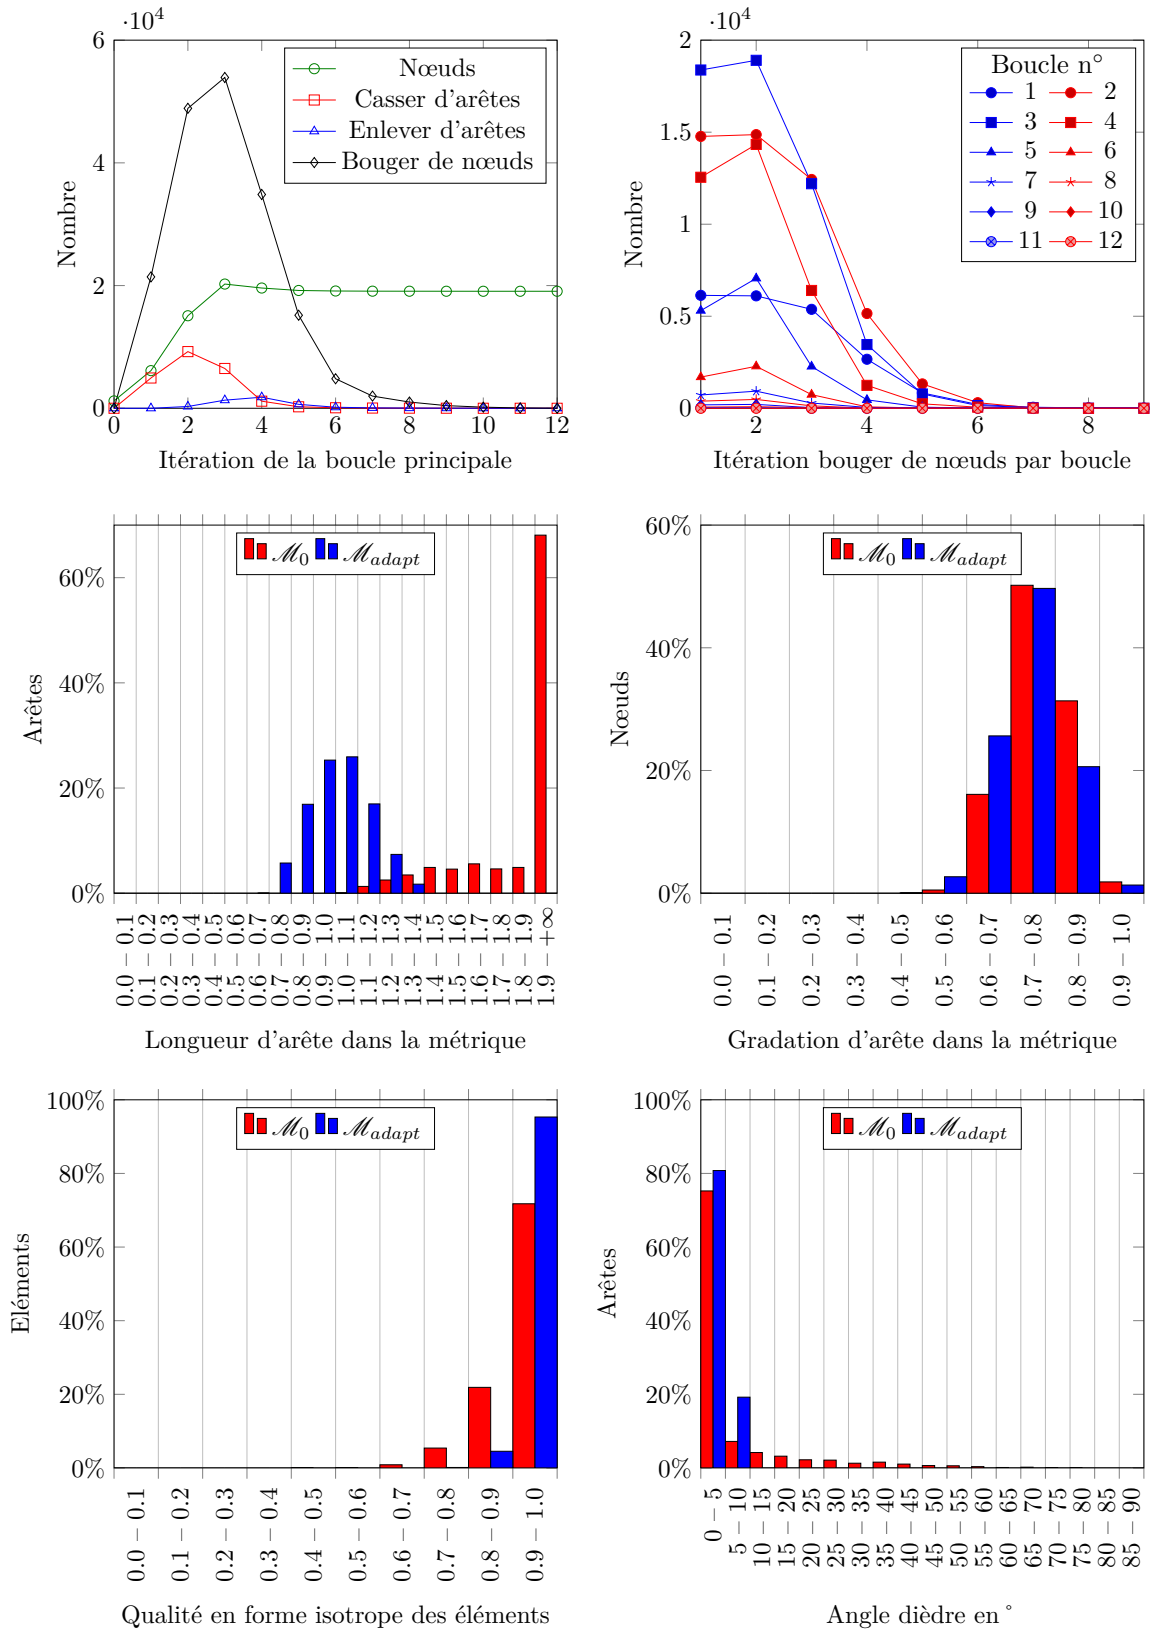 ·10⁴
6
4
2
0
Nombre
0 2 4 6 8 10 12
Itération de la boucle principale
Nœuds
Casser d'arêtes
Enlever d'arêtes
Bouger de nœuds
·10⁴
2
1.5
1
0.5
0
Nombre
2 4 6 8
Itération bouger de nœuds par boucle
Boucle n°
1 2
3 4
5 6
7 8
9 10
11 12
60%
40%
20%
0%
Arêtes
ℳ0 ℳadapt
0.0 – 0.1
0.1 – 0.2
0.2 – 0.3
0.3 – 0.4
0.4 – 0.5
0.5 – 0.6
0.6 – 0.7
0.7 – 0.8
0.8 – 0.9
0.9 – 1.0
1.0 – 1.1
1.1 – 1.2
1.2 – 1.3
1.3 – 1.4
1.4 – 1.5
1.5 – 1.6
1.6 – 1.7
1.7 – 1.8
1.8 – 1.9
1.9 – +∞
Longueur d'arête dans la métrique
60%
40%
20%
0%
Nœuds
ℳ0 ℳadapt
0.0 – 0.1
0.1 – 0.2
0.2 – 0.3
0.3 – 0.4
0.4 – 0.5
0.5 – 0.6
0.6 – 0.7
0.7 – 0.8
0.8 – 0.9
0.9 – 1.0
Gradation d'arête dans la métrique
100%
80%
60%
40%
20%
0%
Eléments
ℳ0 ℳadapt
0.0 – 0.1
0.1 – 0.2
0.2 – 0.3
0.3 – 0.4
0.4 – 0.5
0.5 – 0.6
0.6 – 0.7
0.7 – 0.8
0.8 – 0.9
0.9 – 1.0
Qualité en forme isotrope des éléments
100%
80%
60%
40%
20%
0%
Arêtes
ℳ0 ℳadapt
0 – 5
5 – 10
10 – 15
15 – 20
20 – 25
25 – 30
30 – 35
35 – 40
40 – 45
45 – 50
50 – 55
55 – 60
60 – 65
65 – 70
70 – 75
75 – 80
80 – 85
85 – 90
Angle dièdre en °